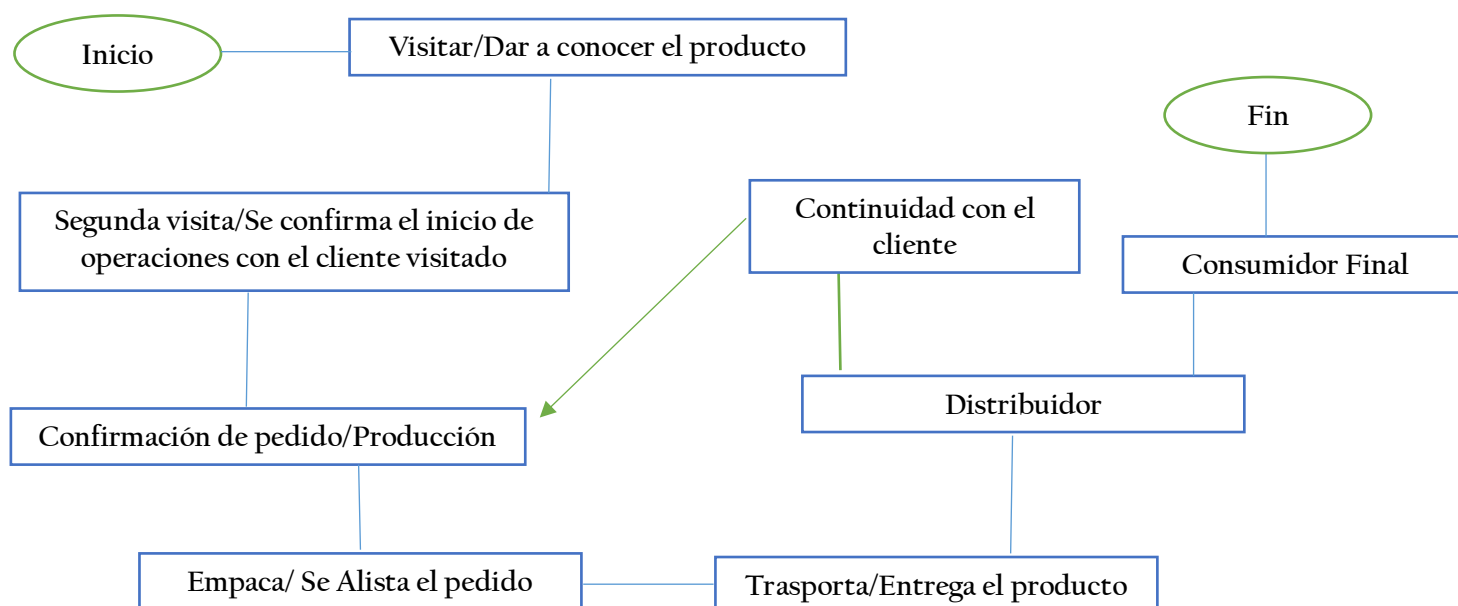 Inicio
Visitar/Dar a conocer el producto
Segunda visita/Se confirma el inicio de
operaciones con el cliente visitado
Confirmación de pedido/Producción
Empaca/ Se Alista el pedido
Trasporta/Entrega el producto
Distribuidor
Continuidad con el
cliente
Consumidor Final
Fin